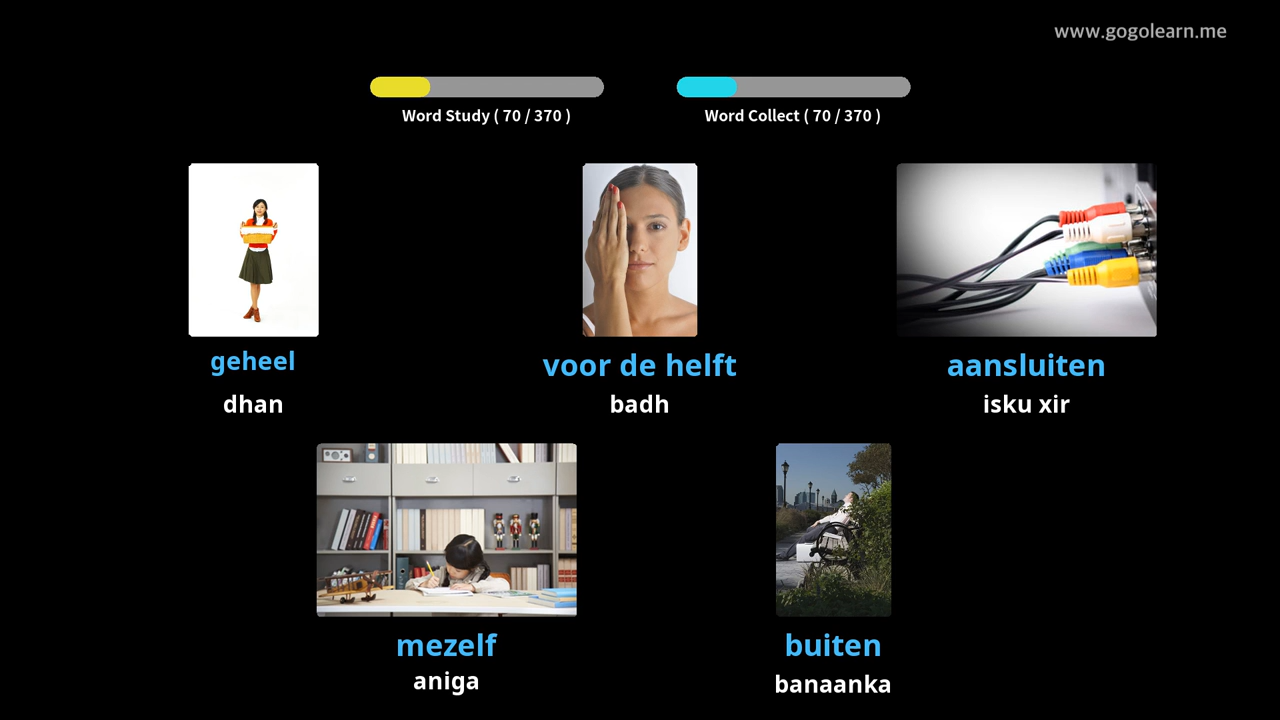 www.gogolearn.me
Word Study ( 70 / 370 )
Word Collect ( 70 / 370 )
geheel
dhan
voor de helft
badh
aansluiten
isku xir
mezelf
aniga
buiten
banaanka